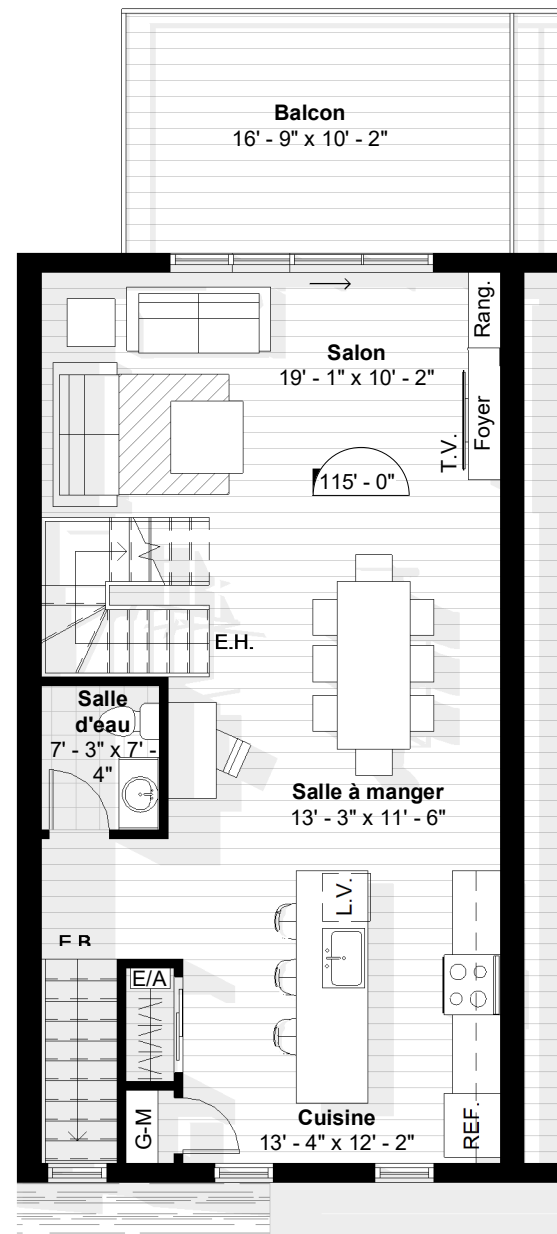 Balcon
16' - 9" x 10' - 2"
Rang.
Salon
19' - 1" x 10' - 2"
Foyer
T.V.
115' - 0"
E.H.
Salle
d'eau
7' - 3" x 7' -
4"
Salle à manger
13' - 3" x 11' - 6"
L.V.
E.B.
E/A
Cuisine
13' - 4" x 12' - 2"
G-M
REF.